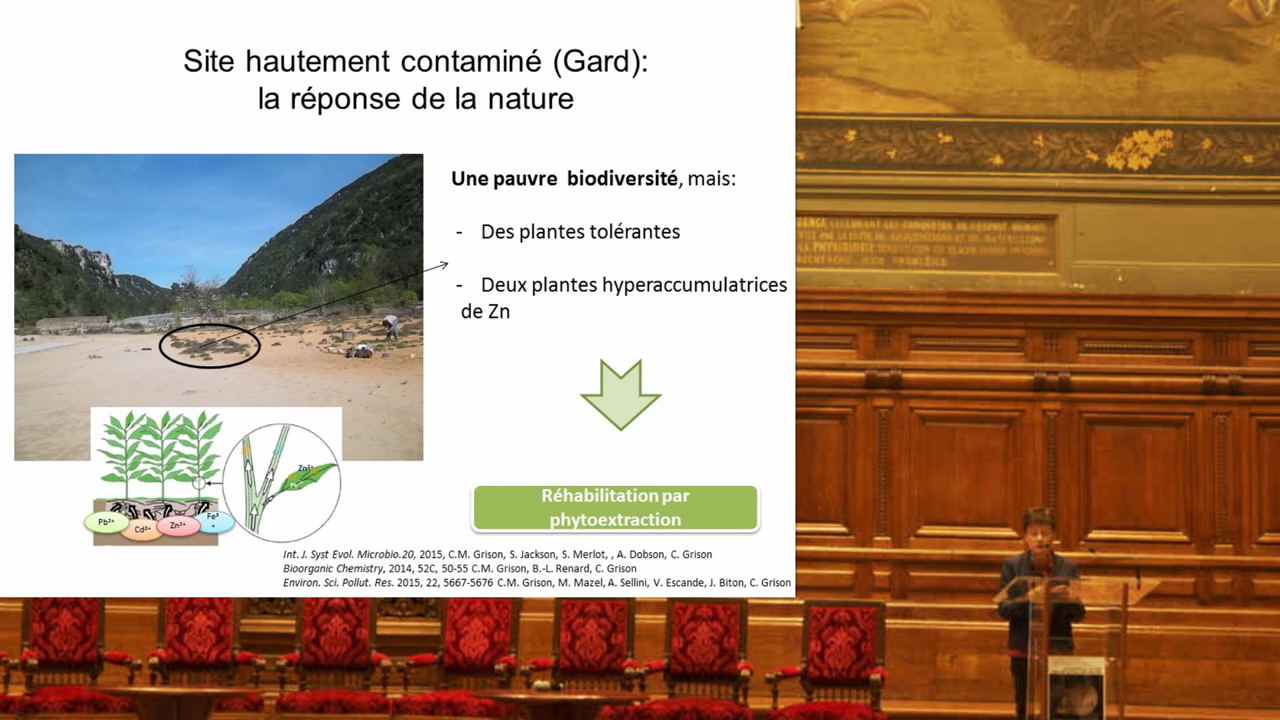 Site hautement contaminé (Gard):
la réponse de la nature
Une pauvre biodiversité, mais:
- Des plantes tolérantes
- Deux plantes hyperaccumulatrices
de Zn
Zn²⁺
Pb²⁺
Cd²⁺
Zn²⁺
Fe³
+
Réhabilitation par
phytoextraction
Int. J. Syst Evol. Microbio.20, 2015, C.M. Grison, S. Jackson, S. Merlot, , A. Dobson, C. Grison
Bioorganic Chemistry, 2014, 52C, 50-55 C.M. Grison, B.-L. Renard, C. Grison
Environ. Sci. Pollut. Res. 2015, 22, 5667-5676 C.M. Grison, M. Mazel, A. Sellini, V. Escande, J. Biton, C. Grison